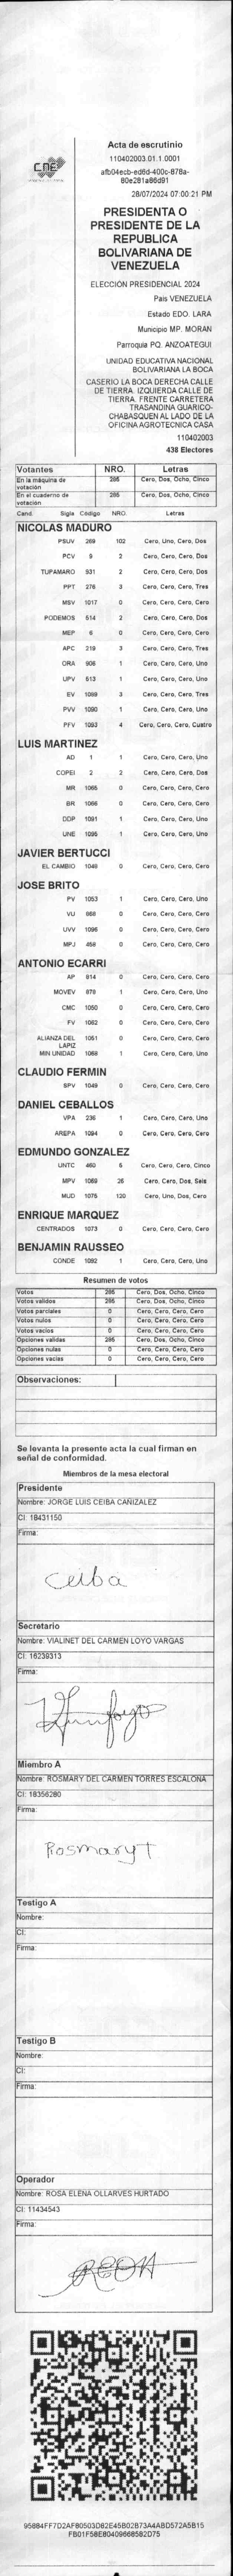 CNE
Acta de escrutinio
110402003.01.1.0001
afb04ecb-ed6d-400c-878a-
80e281a86d91
28/07/2024 07:00:21 PM
PRESIDENTA O
PRESIDENTE DE LA
REPUBLICA
BOLIVARIANA DE
VENEZUELA
ELECCIÓN PRESIDENCIAL 2024
País VENEZUELA
Estado EDO. LARA
Municipio MP. MORAN
Parroquia PQ. ANZOATEGUI
UNIDAD EDUCATIVA NACIONAL
BOLIVARIANA LA BOCA
CASERIO LA BOCA DERECHA CALLE
DE TIERRA. IZQUIERDA CALLE DE
TIERRA. FRENTE CARRETERA
TRASANDINA GUARICO-
CHABASQUEN AL LADO DE LA
OFICINA AGROTECNICA CASA
110402003
438 Electores
Votantes NRO. Letras
En la máquina de votación 285 Cero, Dos, Ocho, Cinco
En el cuaderno de votación 285 Cero, Dos, Ocho, Cinco
Cand. Sigla Código NRO. Letras
NICOLAS MADURO
PSUV 269 102 Cero, Uno, Cero, Dos
PCV 9 2 Cero, Cero, Cero, Dos
TUPAMARO 931 2 Cero, Cero, Cero, Dos
PPT 276 3 Cero, Cero, Cero, Tres
MSV 1017 0 Cero, Cero, Cero, Cero
PODEMOS 514 2 Cero, Cero, Cero, Dos
MEP 6 0 Cero, Cero, Cero, Cero
APC 219 3 Cero, Cero, Cero, Tres
ORA 906 1 Cero, Cero, Cero, Uno
UPV 513 1 Cero, Cero, Cero, Uno
EV 1089 3 Cero, Cero, Cero, Tres
PVV 1090 1 Cero, Cero, Cero, Uno
PFV 1093 4 Cero, Cero, Cero, Cuatro
LUIS MARTINEZ
AD 1 1 Cero, Cero, Cero, Uno
COPEI 2 2 Cero, Cero, Cero, Dos
MR 1065 0 Cero, Cero, Cero, Cero
BR 1066 0 Cero, Cero, Cero, Cero
DDP 1091 1 Cero, Cero, Cero, Uno
UNE 1095 1 Cero, Cero, Cero, Uno
JAVIER BERTUCCI
EL CAMBIO 1048 0 Cero, Cero, Cero, Cero
JOSE BRITO
PV 1053 1 Cero, Cero, Cero, Uno
VU 868 0 Cero, Cero, Cero, Cero
UVV 1096 0 Cero, Cero, Cero, Cero
MPJ 458 0 Cero, Cero, Cero, Cero
ANTONIO ECARRI
AP 914 0 Cero, Cero, Cero, Cero
MOVEV 879 1 Cero, Cero, Cero, Uno
CMC 1050 0 Cero, Cero, Cero, Cero
FV 1062 0 Cero, Cero, Cero, Cero
ALIANZA DEL LAPIZ 1051 0 Cero, Cero, Cero, Cero
MIN UNIDAD 1068 1 Cero, Cero, Cero, Uno
CLAUDIO FERMIN
SPV 1049 0 Cero, Cero, Cero, Cero
DANIEL CEBALLOS
VPA 236 1 Cero, Cero, Cero, Uno
AREPA 1094 0 Cero, Cero, Cero, Cero
EDMUNDO GONZALEZ
UNTC 460 5 Cero, Cero, Cero, Cinco
MPV 1069 26 Cero, Cero, Dos, Seis
MUD 1075 120 Cero, Uno, Dos, Cero
ENRIQUE MARQUEZ
CENTRADOS 1073 0 Cero, Cero, Cero, Cero
BENJAMIN RAUSSEO
CONDE 1092 1 Cero, Cero, Cero, Uno
Resumen de votos
Votos 285 Cero, Dos, Ocho, Cinco
Votos validos 285 Cero, Dos, Ocho, Cinco
Votos parciales 0 Cero, Cero, Cero, Cero
Votos nulos 0 Cero, Cero, Cero, Cero
Votos vacios 0 Cero, Cero, Cero, Cero
Opciones validas 285 Cero, Dos, Ocho, Cinco
Opciones nulas 0 Cero, Cero, Cero, Cero
Opciones vacias 0 Cero, Cero, Cero, Cero
Observaciones:
Se levanta la presente acta la cual firman en
señal de conformidad.
Miembros de la mesa electoral
Presidente
Nombre: JORGE LUIS CEIBA CAÑIZALEZ
CI: 18431150
Firma:
Ceiba
Secretario
Nombre: VIALINET DEL CARMEN LOYO VARGAS
CI: 16239313
Firma:
Miembro A
Nombre: ROSMARY DEL CARMEN TORRES ESCALONA
CI: 18356280
Firma:
Rosmary T
Testigo A
Nombre:
CI:
Firma:
Testigo B
Nombre:
CI:
Firma:
Operador
Nombre: ROSA ELENA OLLARVES HURTADO
CI: 11434543
Firma:
REOH
95884FF7D2AF80503D82E45B02B73A4ABD572A5B15
FB01F58E80409668582D75